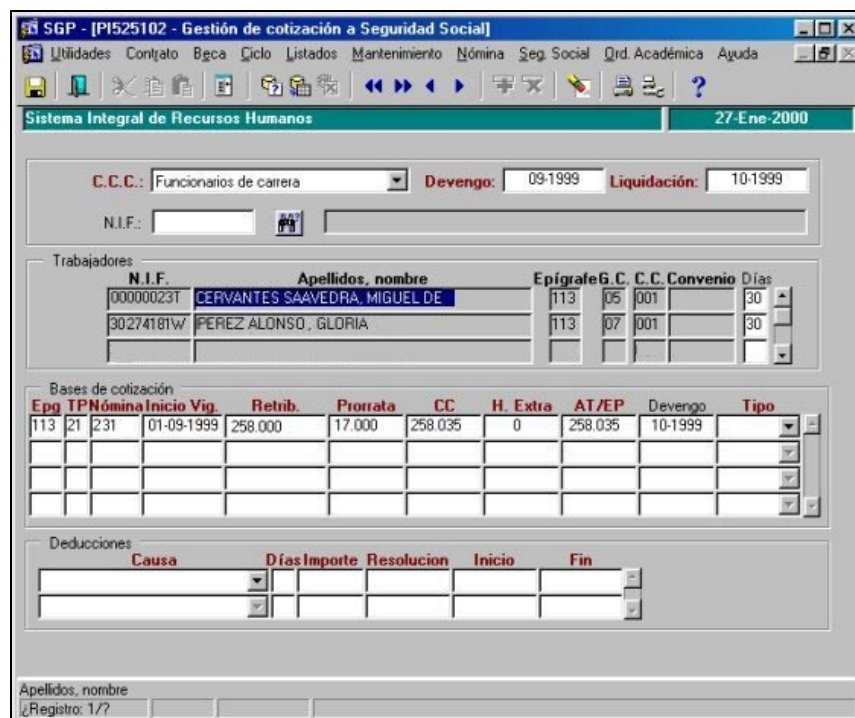 SGP - [PI525102 - Gestión de cotización a Seguridad Social]
Utilidades Contrato Beca Ciclo Listados Mantenimiento Nómina Seg. Social Ord. Académica Ayuda
Sistema Integral de Recursos Humanos 27-Ene-2000
C.C.C.: Funcionarios de carrera Devengo: 09-1999 Liquidación: 10-1999
N.I.F.:
Trabajadores
N.I.F. Apellidos, nombre Epígrafe G.C. C.C. Convenio Días
00000023T CERVANTES SAAVEDRA, MIGUEL DE 113 05 001 30
30274181W PEREZ ALONSO, GLORIA 113 07 001 30
Bases de cotización
Epg TP Nómina Inicio Vig. Retrib. Prorrata CC H. Extra AT/EP Devengo Tipo
113 21 231 01-09-1999 258.000 17.000 258.035 0 258.035 10-1999
Deducciones
Causa Días Importe Resolucion Inicio Fin
Apellidos, nombre
¿Registro: 1/?